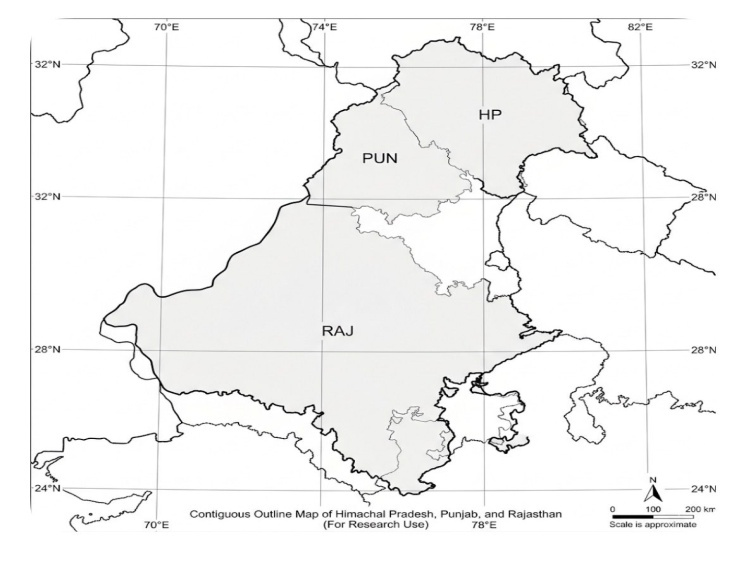 70°E 74°E 78°E 82°E
32°N 32°N
HP
PUN
32°N 28°N
RAJ
28°N 28°N
24°N 24°N
N
Contiguous Outline Map of Himachal Pradesh, Punjab, and Rajasthan
(For Research Use)
0 100 200 km
Scale is approximate
70°E 78°E